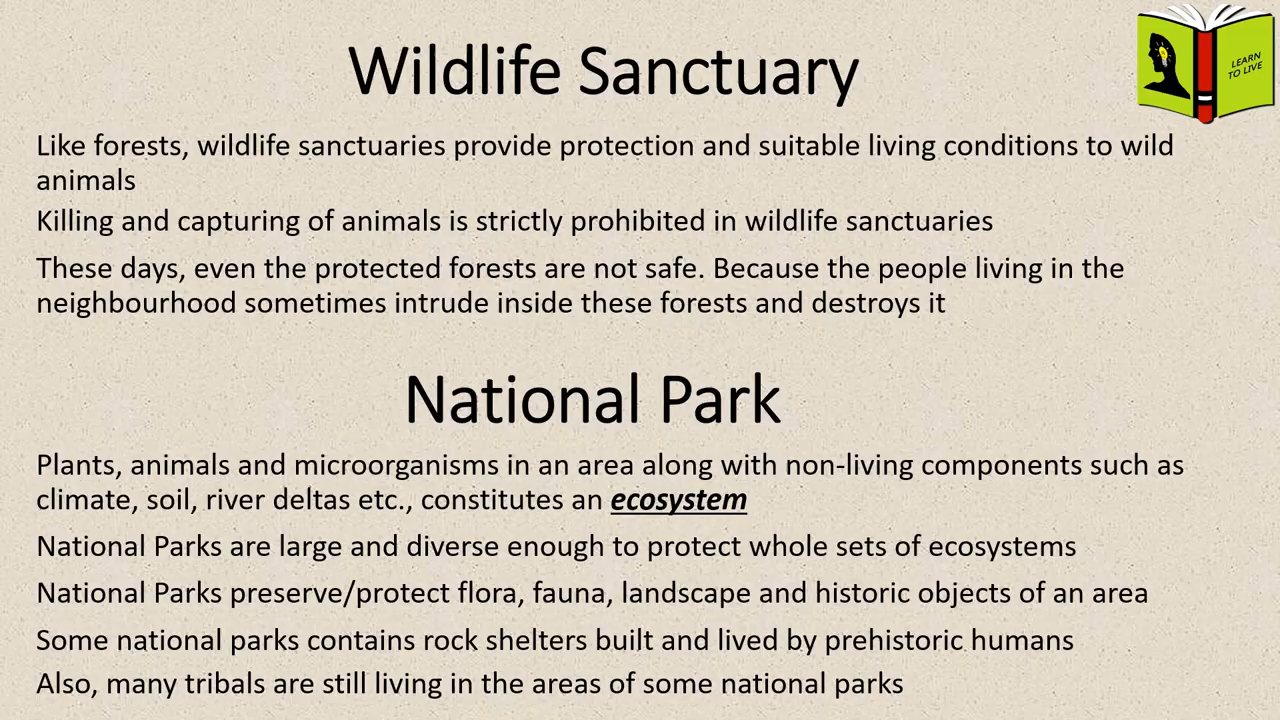 Wildlife Sanctuary
LEARN
TO LIVE
Like forests, wildlife sanctuaries provide protection and suitable living conditions to wild
animals
Killing and capturing of animals is strictly prohibited in wildlife sanctuaries
These days, even the protected forests are not safe. Because the people living in the
neighbourhood sometimes intrude inside these forests and destroys it
National Park
Plants, animals and microorganisms in an area along with non-living components such as
climate, soil, river deltas etc., constitutes an ecosystem
National Parks are large and diverse enough to protect whole sets of ecosystems
National Parks preserve/protect flora, fauna, landscape and historic objects of an area
Some national parks contains rock shelters built and lived by prehistoric humans
Also, many tribals are still living in the areas of some national parks